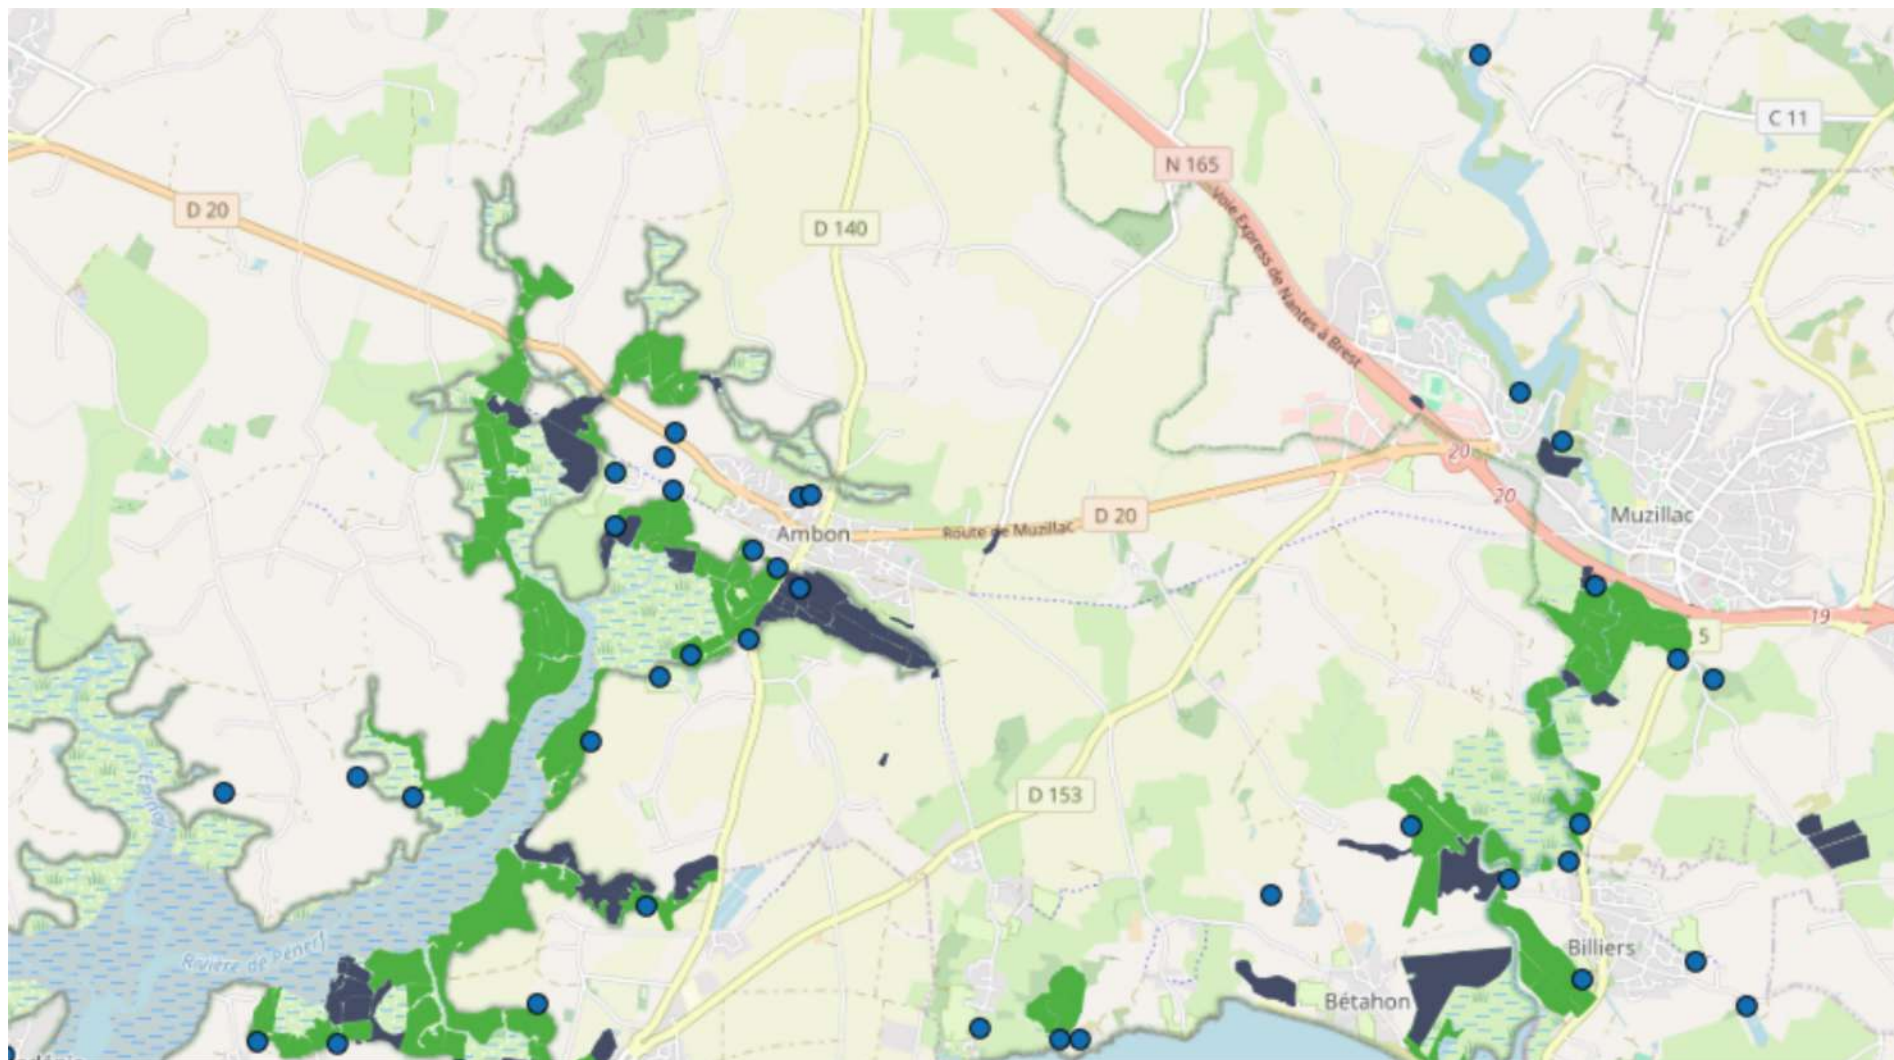 C 11
N 165
D 20
D 140
Voie Express de Nantes à Brest
20
20
D 20
Route de Muzillac
Muzillac
Ambon
19
5
D 153
Rivière de Pénerf
Billiers
Bétahon